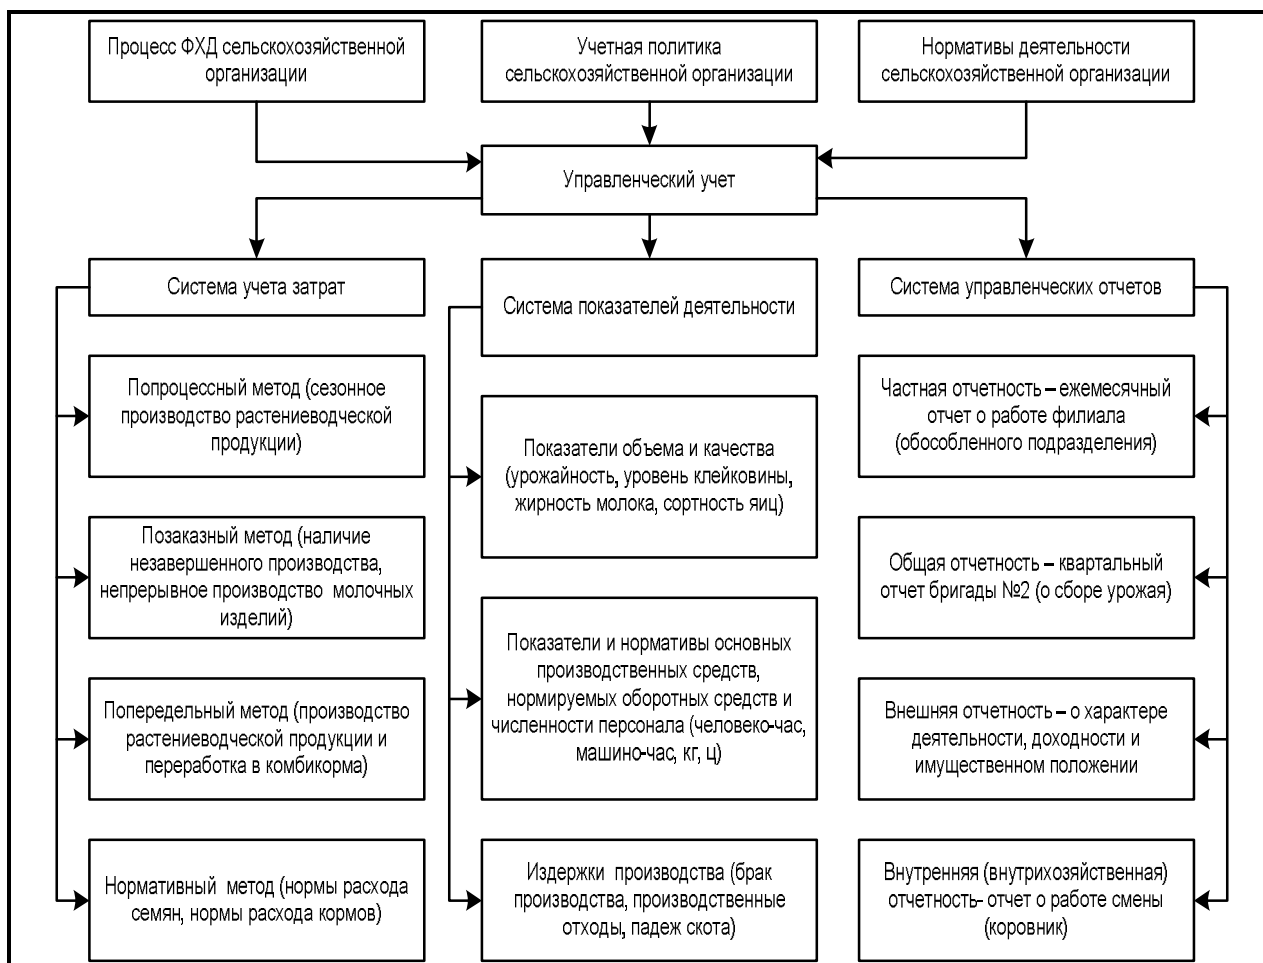 Процесс ФХД сельскохозяйственной
организации
Учетная политика
сельскохозяйственной организации
Нормативы деятельности
сельскохозяйственной организации
Управленческий учет
Система учета затрат
Система показателей деятельности
Система управленческих отчетов
Попроцессный метод (сезонное
производство растениеводческой
продукции)
Позаказный метод (наличие
незавершенного производства,
непрерывное производство молочных
изделий)
Попередельный метод (производство
растениеводческой продукции и
переработка в комбикорма)
Нормативный метод (нормы расхода
семян, нормы расхода кормов)
Показатели объема и качества
(урожайность, уровень клейковины,
жирность молока, сортность яиц)
Показатели и нормативы основных
производственных средств,
нормируемых оборотных средств и
численности персонала (человеко-час,
машино-час, кг, ц)
Издержки производства (брак
производства, производственные
отходы, падеж скота)
Частная отчетность – ежемесячный
отчет о работе филиала
(обособленного подразделения)
Общая отчетность – квартальный
отчет бригады №2 (о сборе урожая)
Внешняя отчетность – о характере
деятельности, доходности и
имущественном положении
Внутренняя (внутрихозяйственная)
отчетность- отчет о работе смены
(коровник)